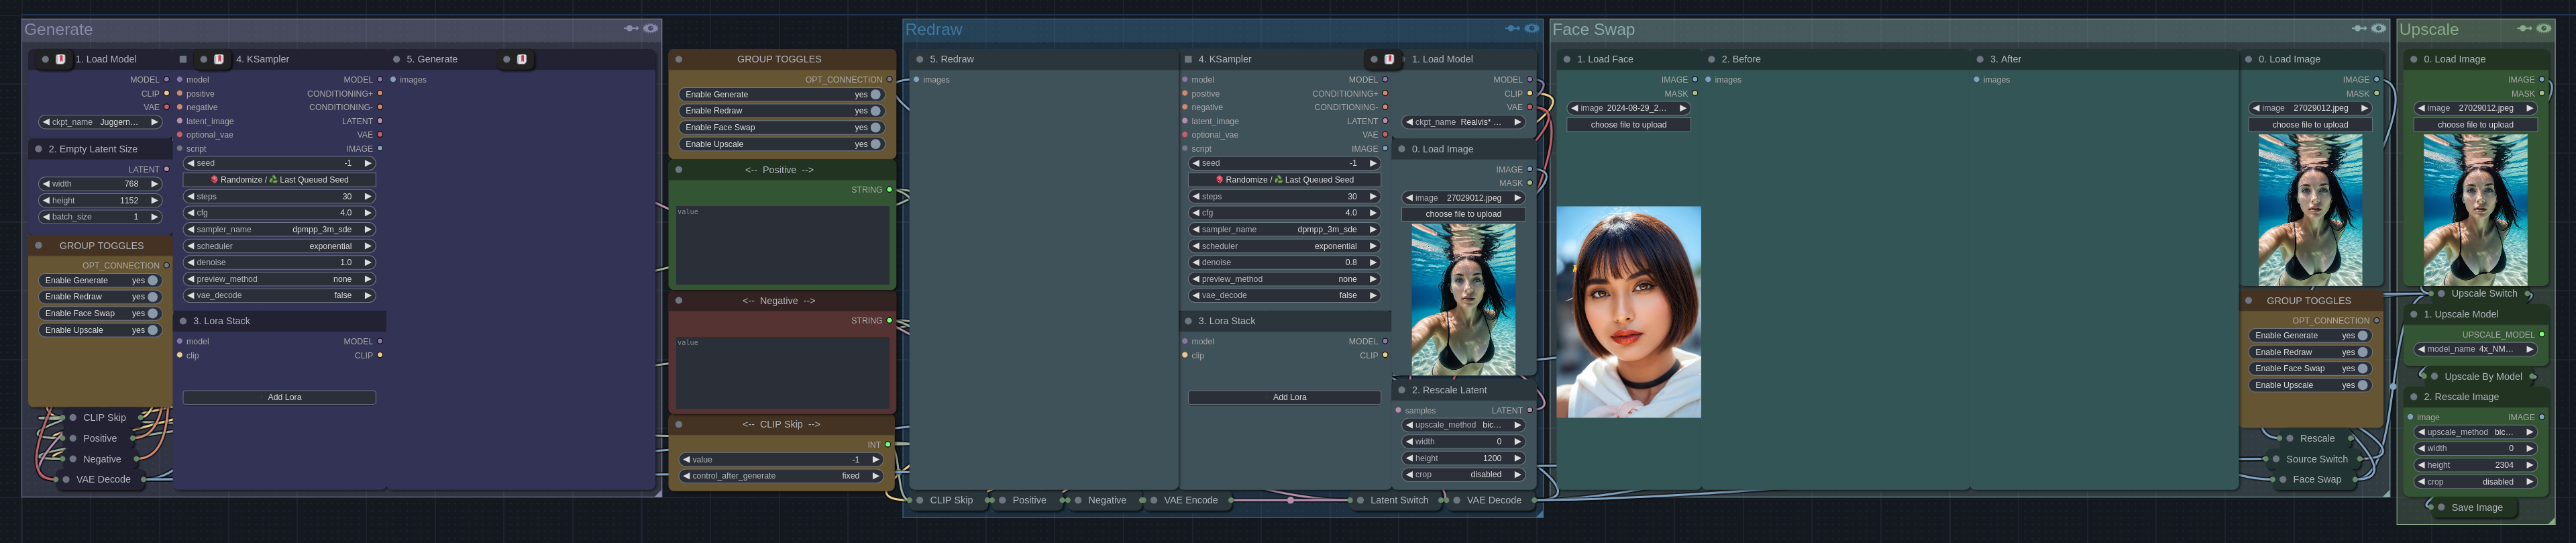 Generate
1. Load Model
MODEL
CLIP
VAE
ckpt_name Juggern...
2. Empty Latent Size
LATENT
width 768
height 1152
batch_size 1
GROUP TOGGLES
OPT_CONNECTION
Enable Generate yes
Enable Redraw yes
Enable Face Swap yes
Enable Upscale yes
CLIP Skip
Positive
Negative
VAE Decode
4. KSampler
model MODEL
positive CONDITIONING+
negative CONDITIONING-
latent_image LATENT
optional_vae VAE
script IMAGE
seed -1
Randomize / Last Queued Seed
steps 30
cfg 4.0
sampler_name dpmpp_3m_sde
scheduler exponential
denoise 1.0
preview_method none
vae_decode false
3. Lora Stack
model MODEL
clip CLIP
Add Lora
5. Generate
images
GROUP TOGGLES
OPT_CONNECTION
Enable Generate yes
Enable Redraw yes
Enable Face Swap yes
Enable Upscale yes
<-- Positive -->
STRING
value
<-- Negative -->
STRING
value
<-- CLIP Skip -->
INT
value -1
control_after_generate fixed
Redraw
5. Redraw
images
4. KSampler
model MODEL
positive CONDITIONING+
negative CONDITIONING-
latent_image LATENT
optional_vae VAE
script IMAGE
seed -1
Randomize / Last Queued Seed
steps 30
cfg 4.0
sampler_name dpmpp_3m_sde
scheduler exponential
denoise 0.8
preview_method none
vae_decode false
3. Lora Stack
model MODEL
clip CLIP
Add Lora
1. Load Model
MODEL
CLIP
VAE
ckpt_name Realvis* ...
0. Load Image
IMAGE
MASK
image 27029012.jpeg
choose file to upload
2. Rescale Latent
samples LATENT
upscale_method bic...
width 0
height 1200
crop disabled
CLIP Skip
Positive
Negative
VAE Encode
Latent Switch
VAE Decode
Face Swap
1. Load Face
IMAGE
MASK
image 2024-08-29_2...
choose file to upload
2. Before
images
3. After
images
0. Load Image
IMAGE
MASK
image 27029012.jpeg
choose file to upload
GROUP TOGGLES
OPT_CONNECTION
Enable Generate yes
Enable Redraw yes
Enable Face Swap yes
Enable Upscale yes
Rescale
Source Switch
Face Swap
Upscale
0. Load Image
IMAGE
MASK
image 27029012.jpeg
choose file to upload
Upscale Switch
1. Upscale Model
UPSCALE_MODEL
model_name 4x_NM...
Upscale By Model
2. Rescale Image
image IMAGE
upscale_method bic...
width 0
height 2304
crop disabled
Save Image